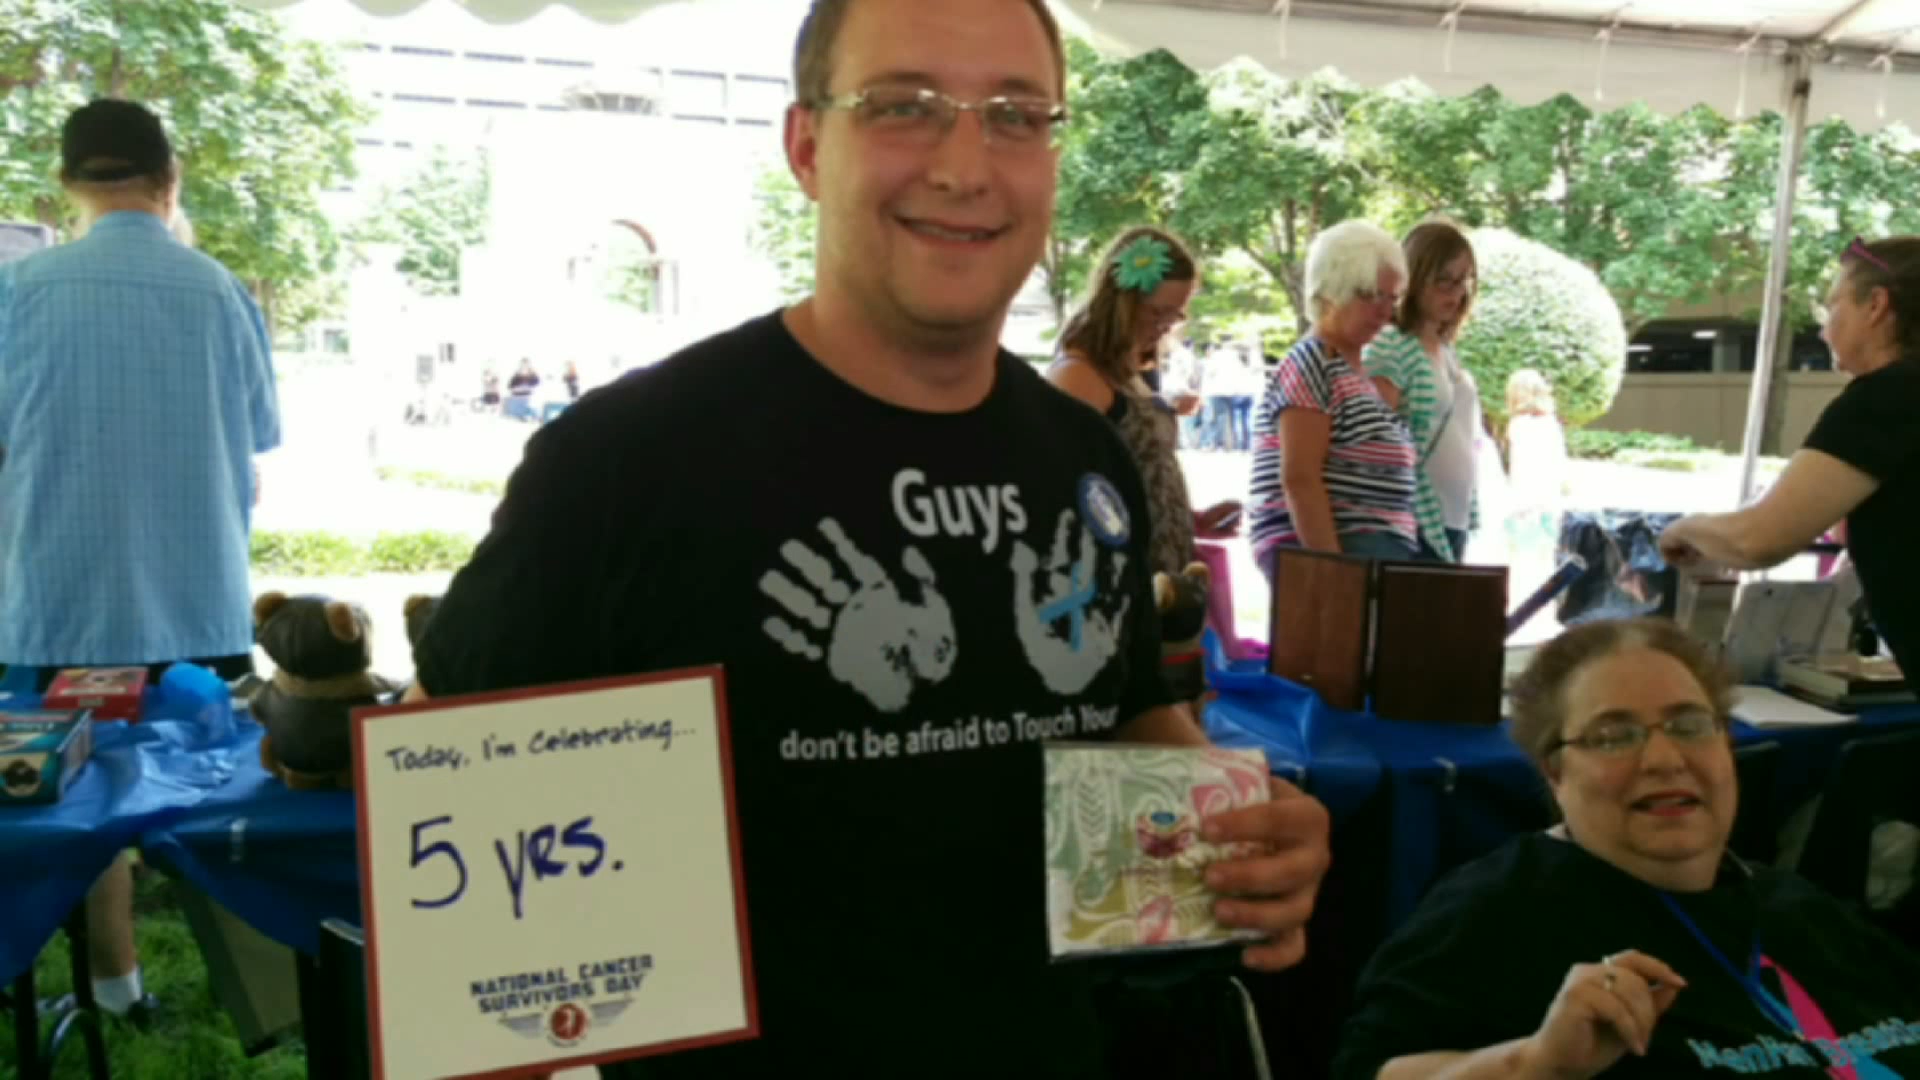 Guys
don't be afraid to Touch Your
Today, I'm Celebrating...
5 YRS.
NATIONAL CANCER
SURVIVORS DAY